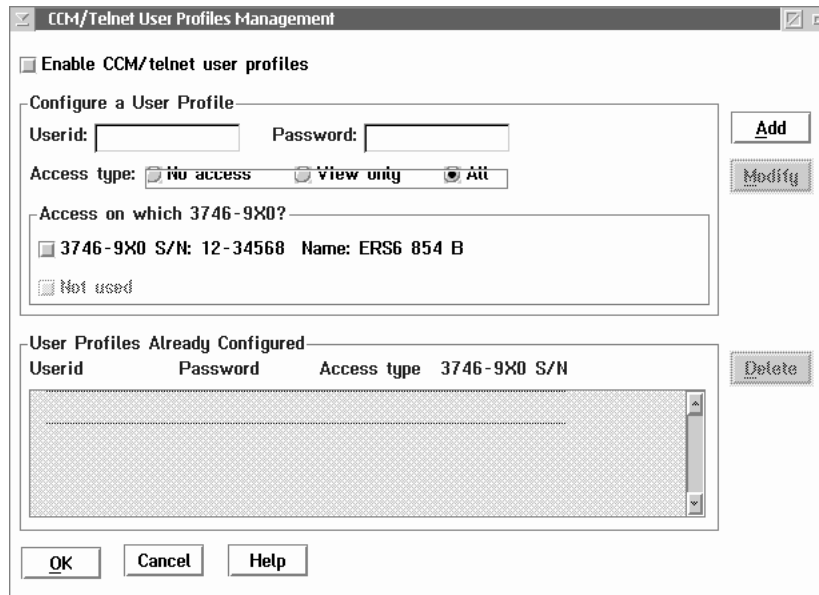 CCM/Telnet User Profiles Management
Enable CCM/telnet user profiles
Configure a User Profile
Userid: Password:
Add
Access type: No access View only All
Modify
Access on which 3746-9X0?
3746-9X0 S/N: 12-34568 Name: ERS6 854 B
Not used
User Profiles Already Configured
Userid Password Access type 3746-9X0 S/N
Delete
OK Cancel Help